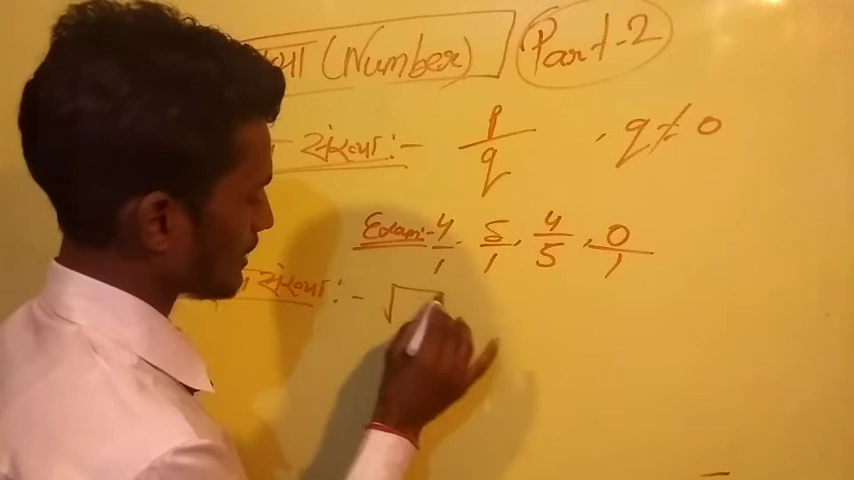 (Number) Part-2
संख्या :- p/q , q ≠ 0
Exam:- 4/1, 5/1, 4/5, 0/1
संख्या :- √